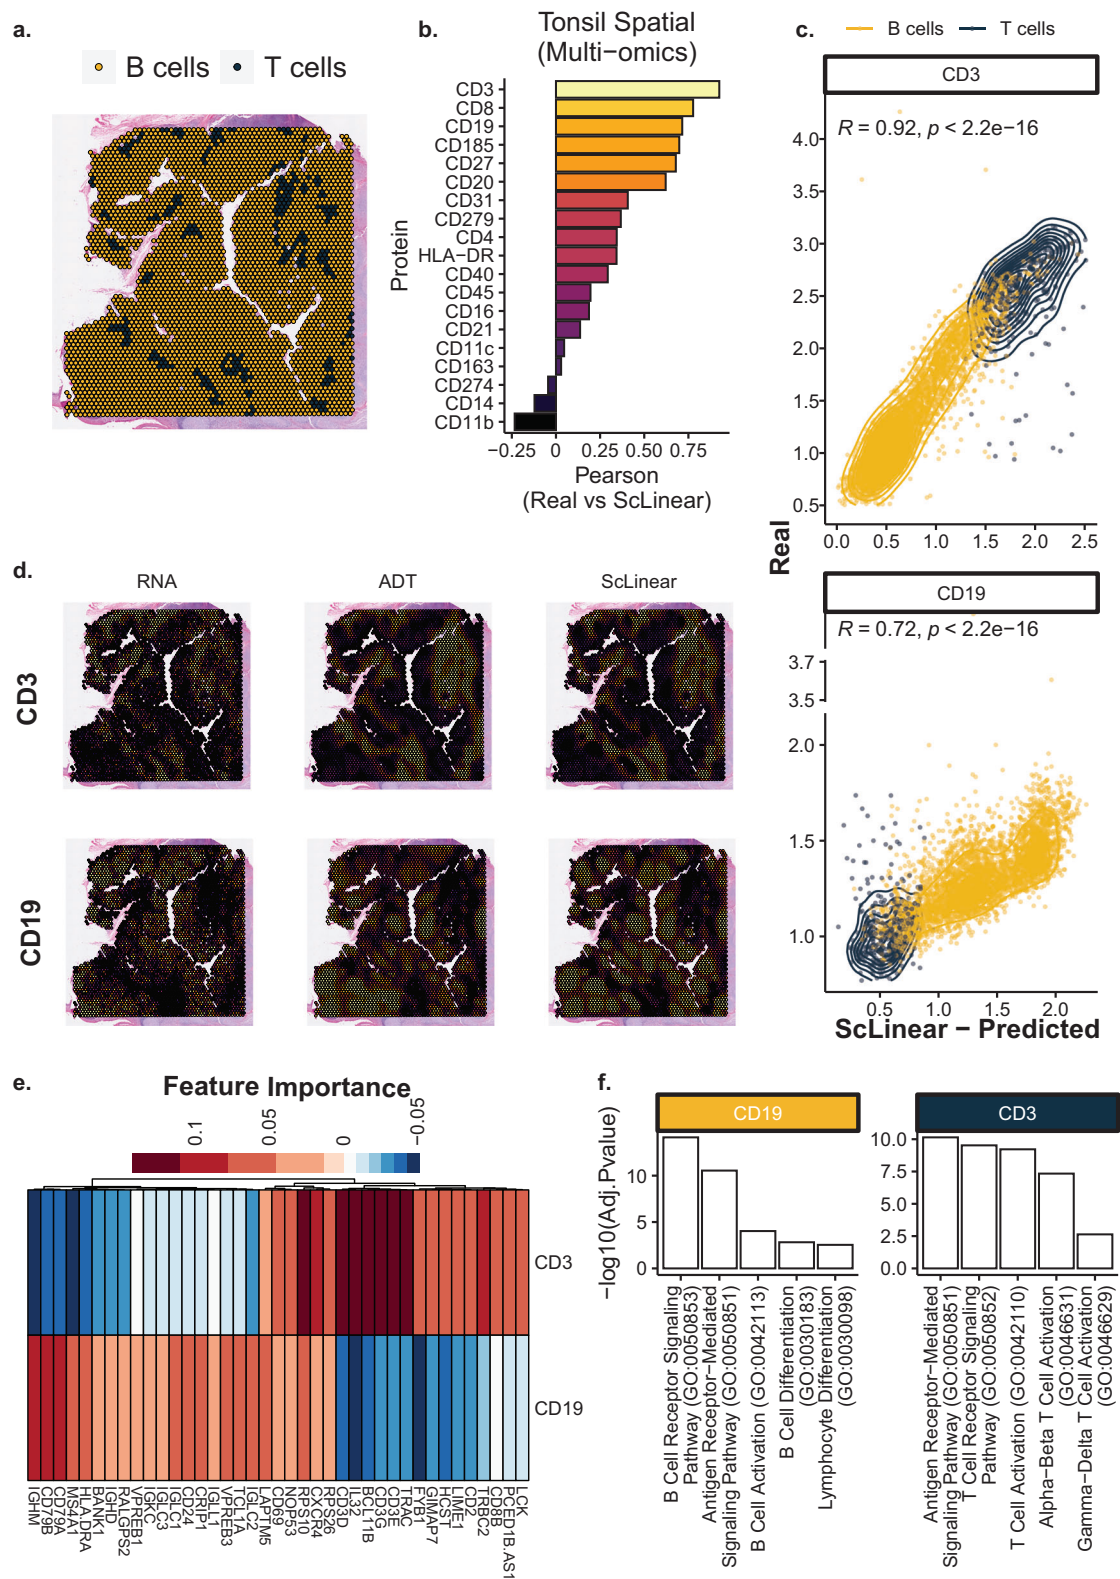 a.
B cells
T cells
b.
Tonsil Spatial
(Multi−omics)
Protein
CD3
CD8
CD19
CD185
CD27
CD20
CD31
CD279
CD4
HLA−DR
CD40
CD45
CD16
CD21
CD11c
CD163
CD274
CD14
CD11b
−0.25
0
0.25
0.50
0.75
Pearson
(Real vs ScLinear)
c.
B cells
T cells
CD3
R = 0.92, p < 2.2e−16
4.0
3.5
3.0
2.5
2.0
1.5
1.0
0.5
0.0
0.5
1.0
1.5
2.0
2.5
Real
CD19
R = 0.72, p < 2.2e−16
3.7
3.5
2.0
1.5
1.0
0.5
1.0
1.5
2.0
ScLinear − Predicted
d.
RNA
ADT
ScLinear
CD3
CD19
e.
Feature Importance
0.1
0.05
0
−0.05
CD3
CD19
IGHM
CD79B
CD79A
MS4A1
HLA.DRA
BANK1
IGHD
RALGPS2
VPREB1
IGKC
IGLC3
IGLC1
CD24
CRIP1
IGLL1
VPREB3
TCL1A
IGLC2
LAPTM5
CD69
NOP53
RPS10
CXCR4
RPS26
CD3D
IL32
BCL11B
CD3G
CD3E
TRAC
FYB1
GIMAP7
HCST
LIME1
CD2
TRBC2
CD8B
PCED1B.AS1
LCK
f.
−log10(Adj.Pvalue)
CD19
10
5
0
B Cell Receptor Signaling
Pathway (GO:0050853)
Antigen Receptor−Mediated
Signaling Pathway (GO:0050851)
B Cell Activation (GO:0042113)
B Cell Differentiation
(GO:0030183)
Lymphocyte Differentiation
(GO:0030098)
CD3
10.0
7.5
5.0
2.5
0.0
Antigen Receptor−Mediated
Signaling Pathway (GO:0050851)
T Cell Receptor Signaling
Pathway (GO:0050852)
T Cell Activation (GO:0042110)
Alpha−Beta T Cell Activation
(GO:0046631)
Gamma−Delta T Cell Activation
(GO:0046629)